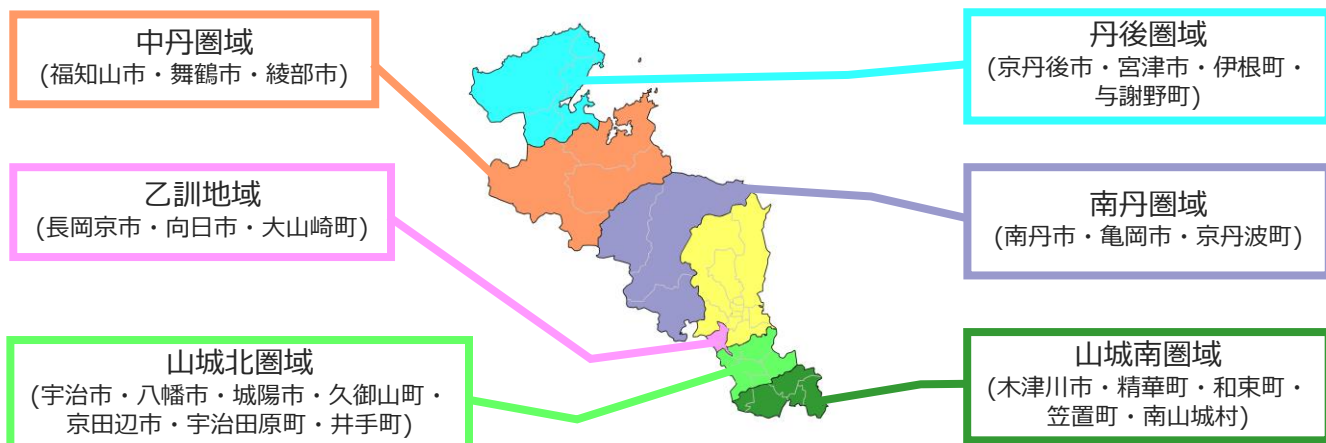 中丹圏域
(福知山市・舞鶴市・綾部市)
丹後圏域
(京丹後市・宮津市・伊根町・
与謝野町)
乙訓地域
(長岡京市・向日市・大山崎町)
南丹圏域
(南丹市・亀岡市・京丹波町)
山城北圏域
(宇治市・八幡市・城陽市・久御山町・
京田辺市・宇治田原町・井手町)
山城南圏域
(木津川市・精華町・和束町・
笠置町・南山城村)